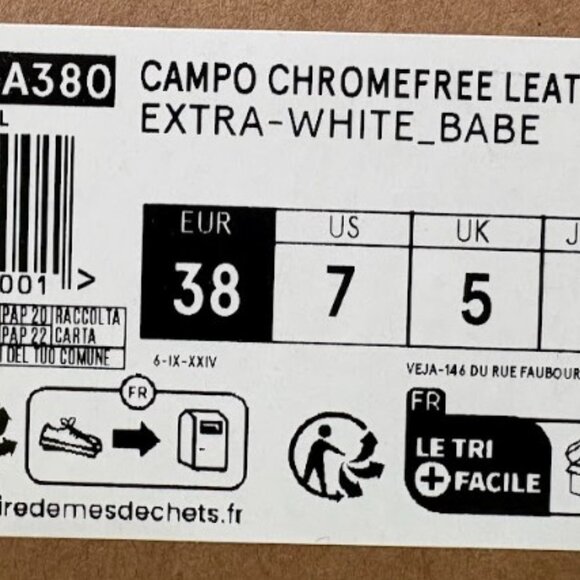 A380
CAMPO CHROMEFREE LEAT
EXTRA-WHITE_BABE
L
EUR US UK J
38 7 5
001 >
PAP 20 RACCOLTA
PAP 22 CARTA
DEL TUO COMUNE
6-IX-XXIV
VEJA-146 DU RUE FAUBOUR
FR
FR
LE TRI
+ FACILE
iredemesdechets.fr